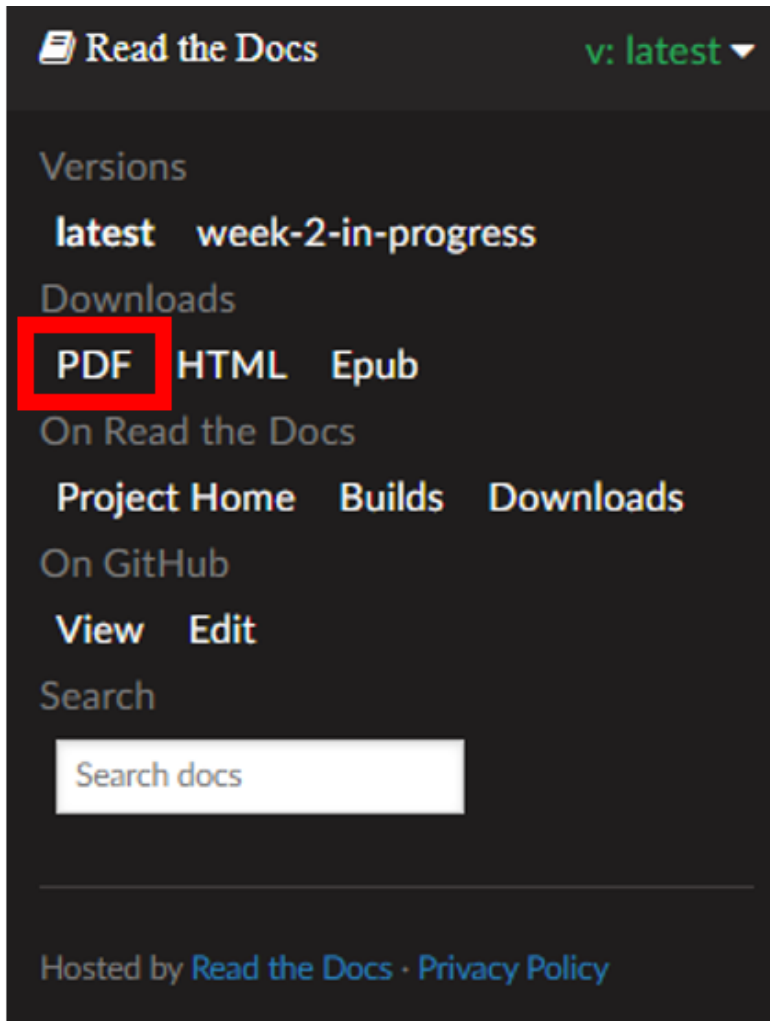 Read the Docs v: latest
Versions
latest week-2-in-progress
Downloads
PDF HTML Epub
On Read the Docs
Project Home Builds Downloads
On GitHub
View Edit
Search
Search docs
Hosted by Read the Docs · Privacy Policy